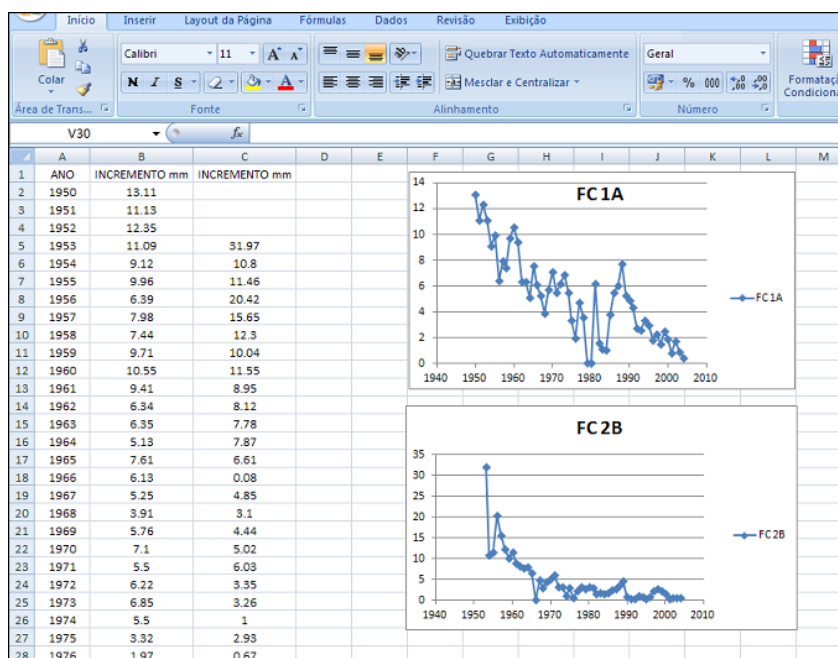 Início Inserir Layout da Página Fórmulas Dados Revisão Exibição
Calibri 11 Quebrar Texto Automaticamente Geral
Colar N I S Mesclar e Centralizar % 000 Formataçã
Condiciona
Área de Trans... Fonte Alinhamento Número
V30 fx
A B C D E F G H I J K L M
1 ANO INCREMENTO mm INCREMENTO mm
2 1950 13.11
3 1951 11.13
4 1952 12.35
5 1953 11.09 31.97
6 1954 9.12 10.8
7 1955 9.96 11.46
8 1956 6.39 20.42
9 1957 7.98 15.65
10 1958 7.44 12.3
11 1959 9.71 10.04
12 1960 10.55 11.55
13 1961 9.41 8.95
14 1962 6.34 8.12
15 1963 6.35 7.78
16 1964 5.13 7.87
17 1965 7.61 6.61
18 1966 6.13 0.08
19 1967 5.25 4.85
20 1968 3.91 3.1
21 1969 5.76 4.44
22 1970 7.1 5.02
23 1971 5.5 6.03
24 1972 6.22 3.35
25 1973 6.85 3.26
26 1974 5.5 1
27 1975 3.32 2.93
28 1976 1.97 0.67
FC1A
14
12
10
8
6
4
2
0
1940 1950 1960 1970 1980 1990 2000 2010
FC1A
FC2B
35
30
25
20
15
10
5
0
1940 1950 1960 1970 1980 1990 2000 2010
FC2B